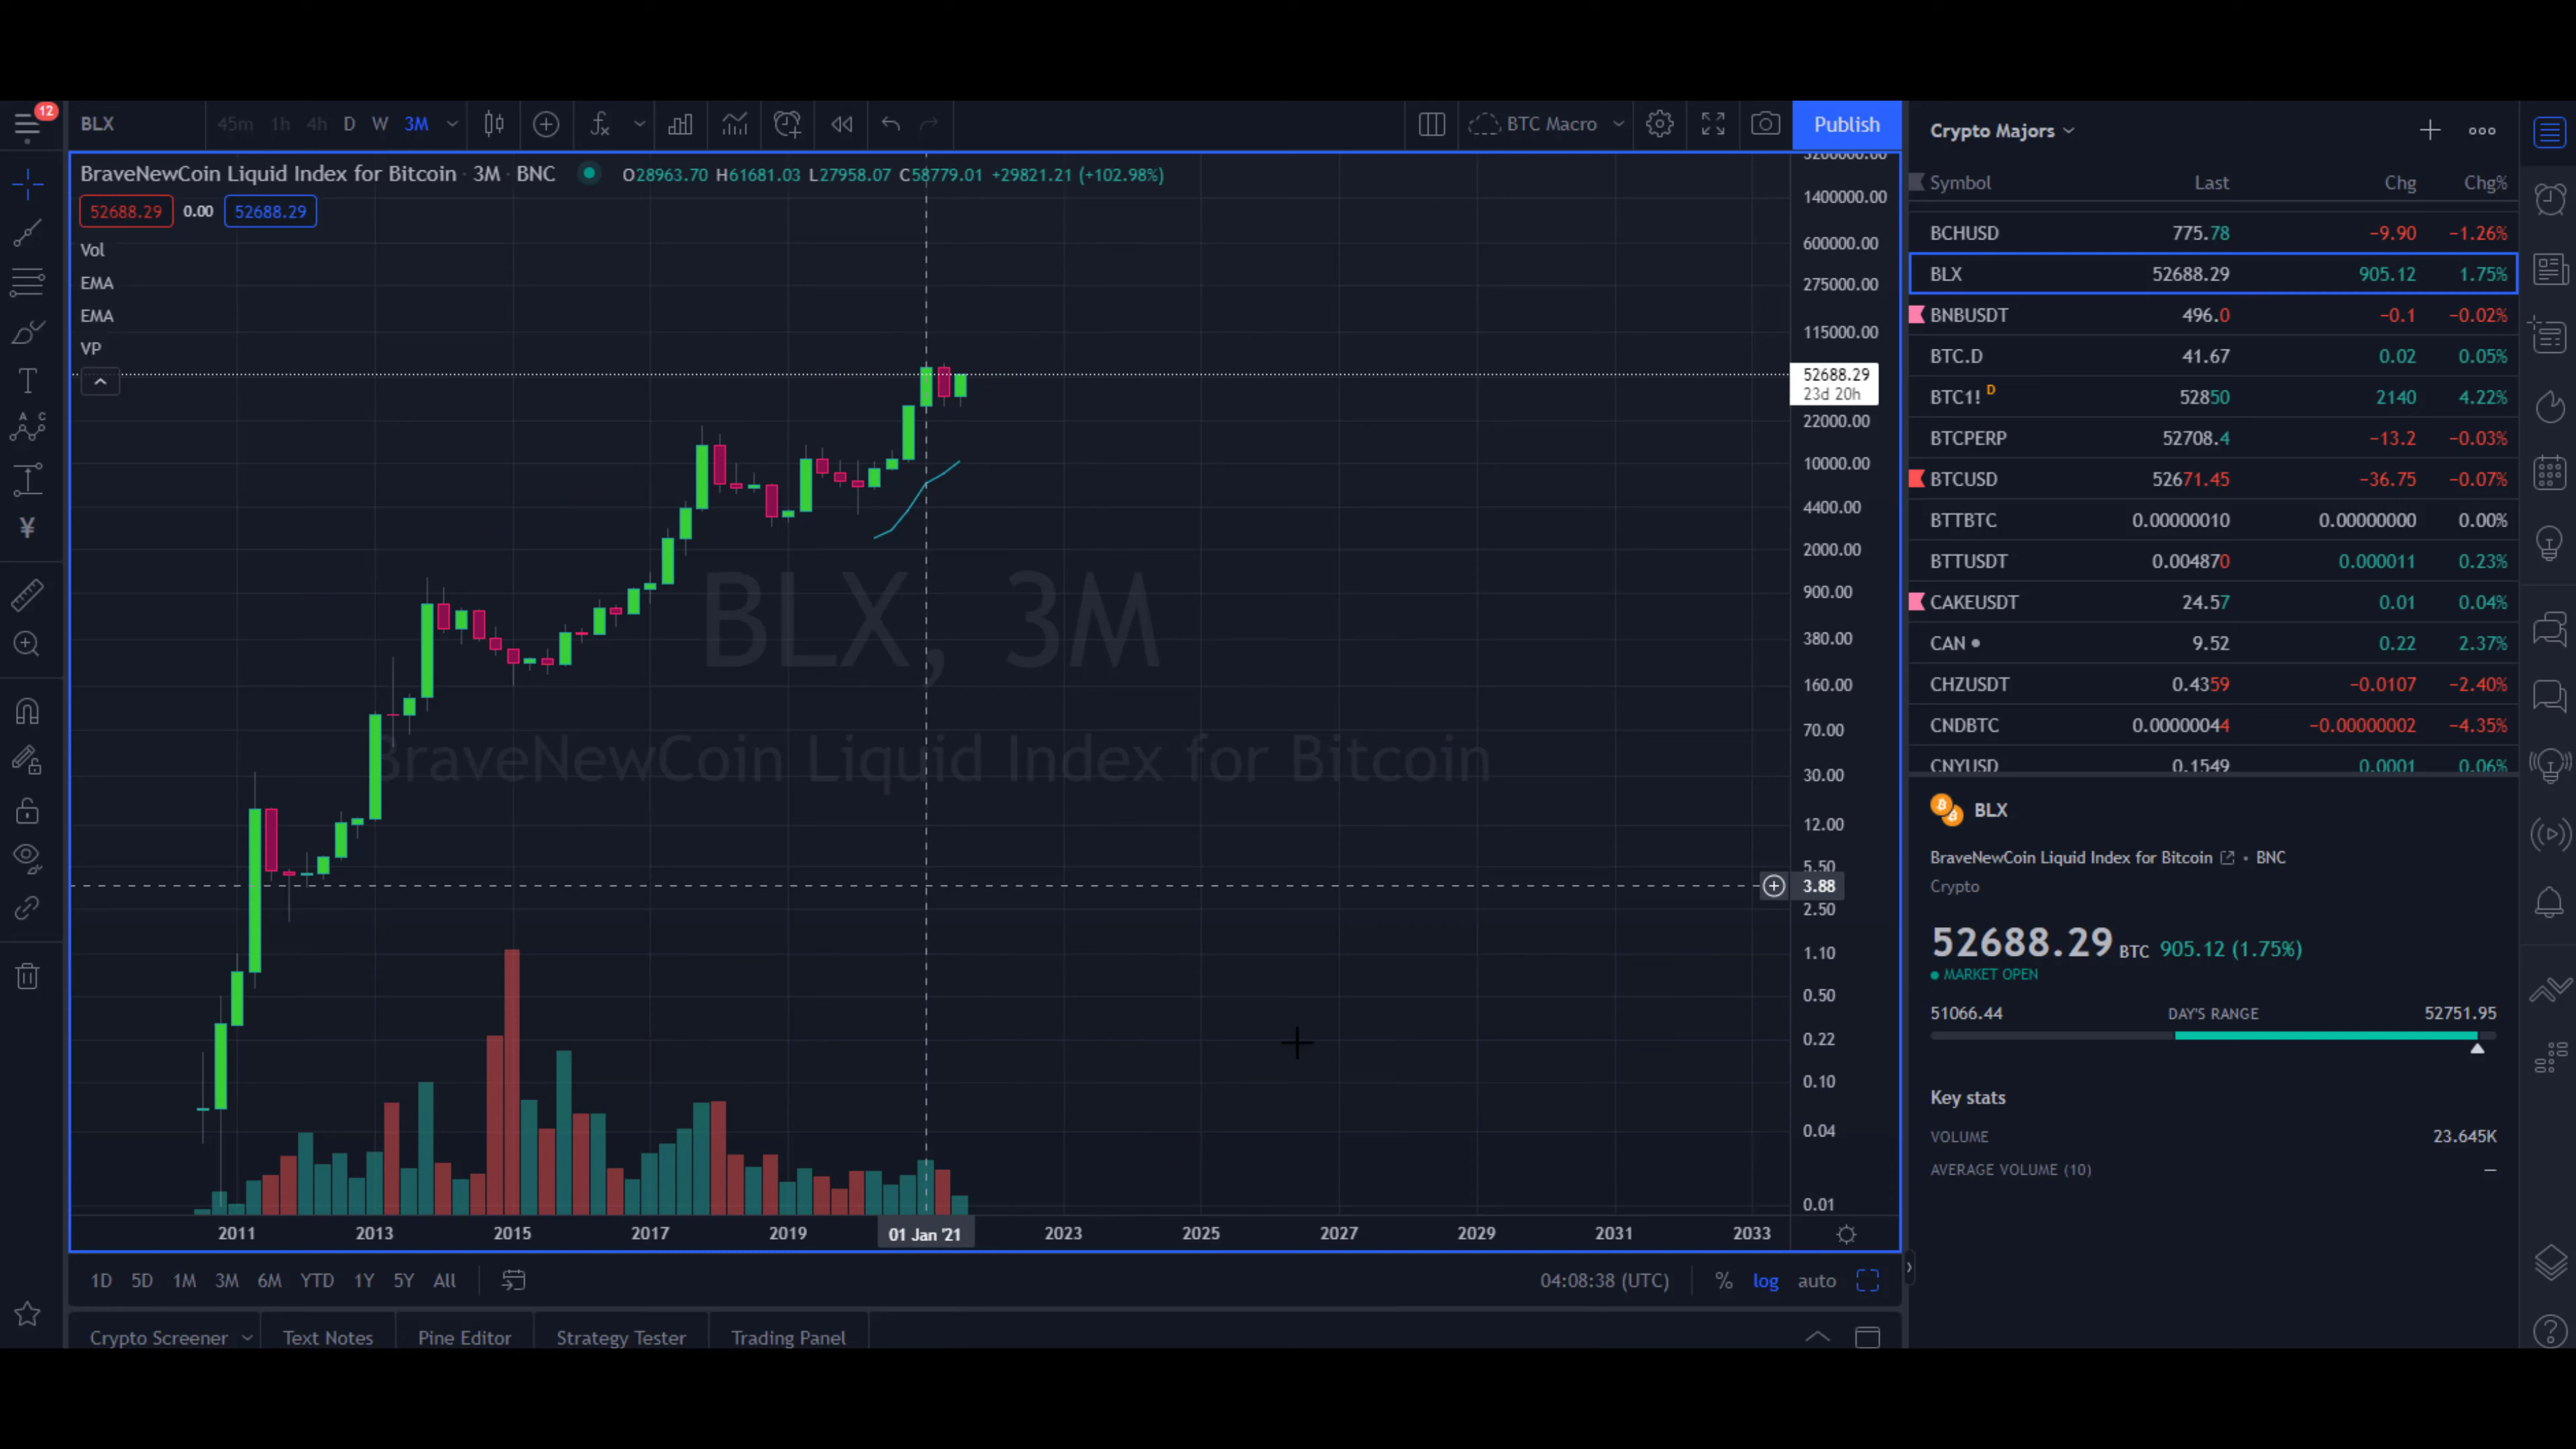 12
BLX 45m 1h 4h D W 3M BTC Macro Publish
BraveNewCoin Liquid Index for Bitcoin · 3M · BNC O28963.70 H61681.03 L27958.07 C58779.01 +29821.21 (+102.98%)
52688.29 0.00 52688.29
Vol
EMA
EMA
VP
BLX, 3M
BraveNewCoin Liquid Index for Bitcoin
3200000.00
1400000.00
600000.00
275000.00
115000.00
52688.29
23d 20h
22000.00
10000.00
4400.00
2000.00
900.00
380.00
160.00
70.00
30.00
12.00
5.50
3.88
2.50
1.10
0.50
0.22
0.10
0.04
0.01
2011 2013 2015 2017 2019 01 Jan '21 2023 2025 2027 2029 2031 2033
1D 5D 1M 3M 6M YTD 1Y 5Y All 04:08:38 (UTC) % log auto
Crypto Screener Text Notes Pine Editor Strategy Tester Trading Panel
Crypto Majors
Symbol Last Chg Chg%
BCHUSD 775.78 −9.90 −1.26%
BLX 52688.29 905.12 1.75%
BNBUSDT 496.0 −0.1 −0.02%
BTC.D 41.67 0.02 0.05%
BTC1! D 52850 2140 4.22%
BTCPERP 52708.4 −13.2 −0.03%
BTCUSD 52671.45 −36.75 −0.07%
BTTBTC 0.00000010 0.00000000 0.00%
BTTUSDT 0.004870 0.000011 0.23%
CAKEUSDT 24.57 0.01 0.04%
CAN 9.52 0.22 2.37%
CHZUSDT 0.4359 −0.0107 −2.40%
CNDBTC 0.00000044 −0.00000002 −4.35%
CNYUSD 0.1549 0.0001 0.06%
BLX
BraveNewCoin Liquid Index for Bitcoin • BNC
Crypto
52688.29 BTC 905.12 (1.75%)
MARKET OPEN
51066.44 DAY'S RANGE 52751.95
Key stats
VOLUME 23.645K
AVERAGE VOLUME (10) —